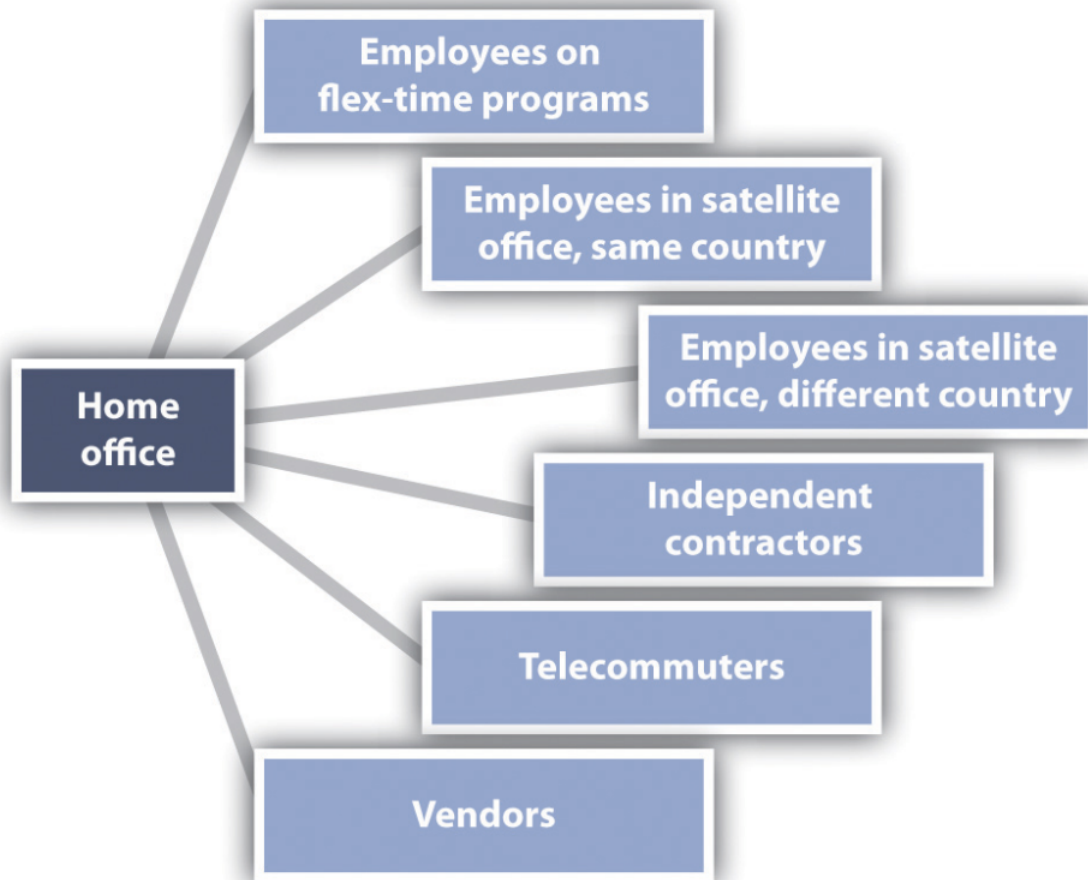 Employees on
flex-time programs
Employees in satellite
office, same country
Employees in satellite
office, different country
Home
office
Independent
contractors
Telecommuters
Vendors